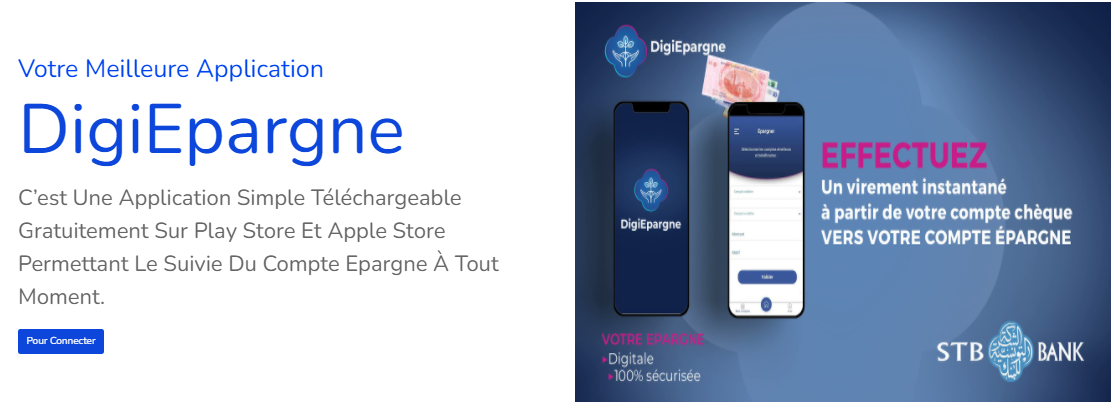 Votre Meilleure Application
DigiEpargne
C’est Une Application Simple Téléchargeable
Gratuitement Sur Play Store Et Apple Store
Permettant Le Suivie Du Compte Epargne À Tout
Moment.
Pour Connecter
DigiEpargne
DigiEpargne
Epargner
Valider
EFFECTUEZ
Un virement instantané
à partir de votre compte chèque
VERS VOTRE COMPTE ÉPARGNE
VOTRE EPARGNE
Digitale
100% sécurisée
STB BANK